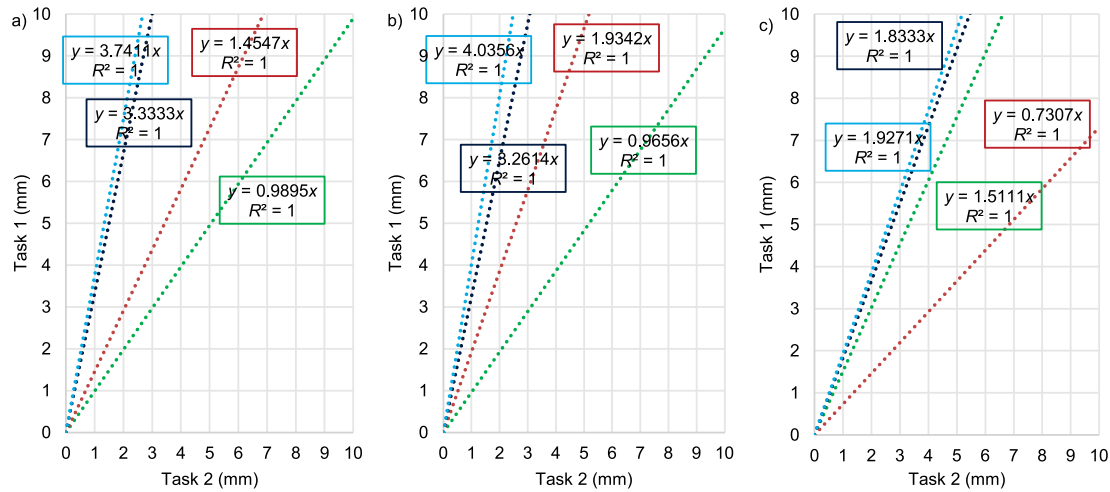 a)
10
9
8
7
6
5
4
3
2
1
0
Task 1 (mm)
y = 3.7411x
R² = 1
y = 1.4547x
R² = 1
y = 3.3333x
R² = 1
y = 0.9895x
R² = 1
0 1 2 3 4 5 6 7 8 9 10
Task 2 (mm)
b)
10
9
8
7
6
5
4
3
2
1
0
Task 1 (mm)
y = 4.0356x
R² = 1
y = 1.9342x
R² = 1
y = 3.2614x
R² = 1
y = 0.9656x
R² = 1
0 1 2 3 4 5 6 7 8 9 10
Task 2 (mm)
c)
10
9
8
7
6
5
4
3
2
1
0
Task 1 (mm)
y = 1.8333x
R² = 1
y = 0.7307x
R² = 1
y = 1.9271x
R² = 1
y = 1.5111x
R² = 1
0 1 2 3 4 5 6 7 8 9 10
Task 2 (mm)